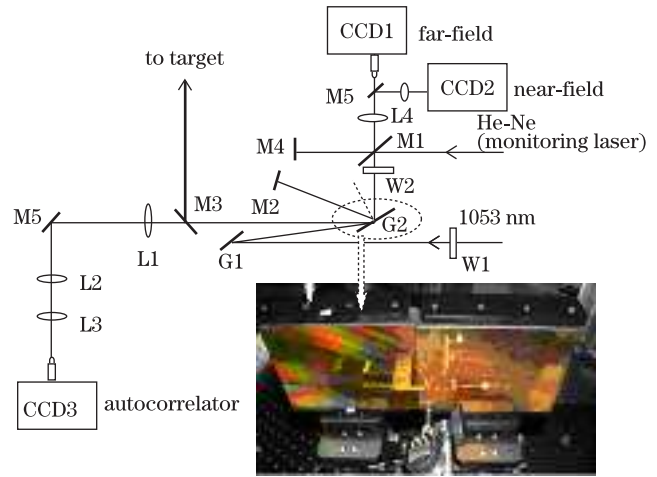 CCD1
far-field
to target
M5
CCD2
near-field
L4
He-Ne
(monitoring laser)
M4
M1
M2
W2
M5
M3
G2
1053 nm
L1
G1
W1
L2
L3
CCD3
autocorrelator